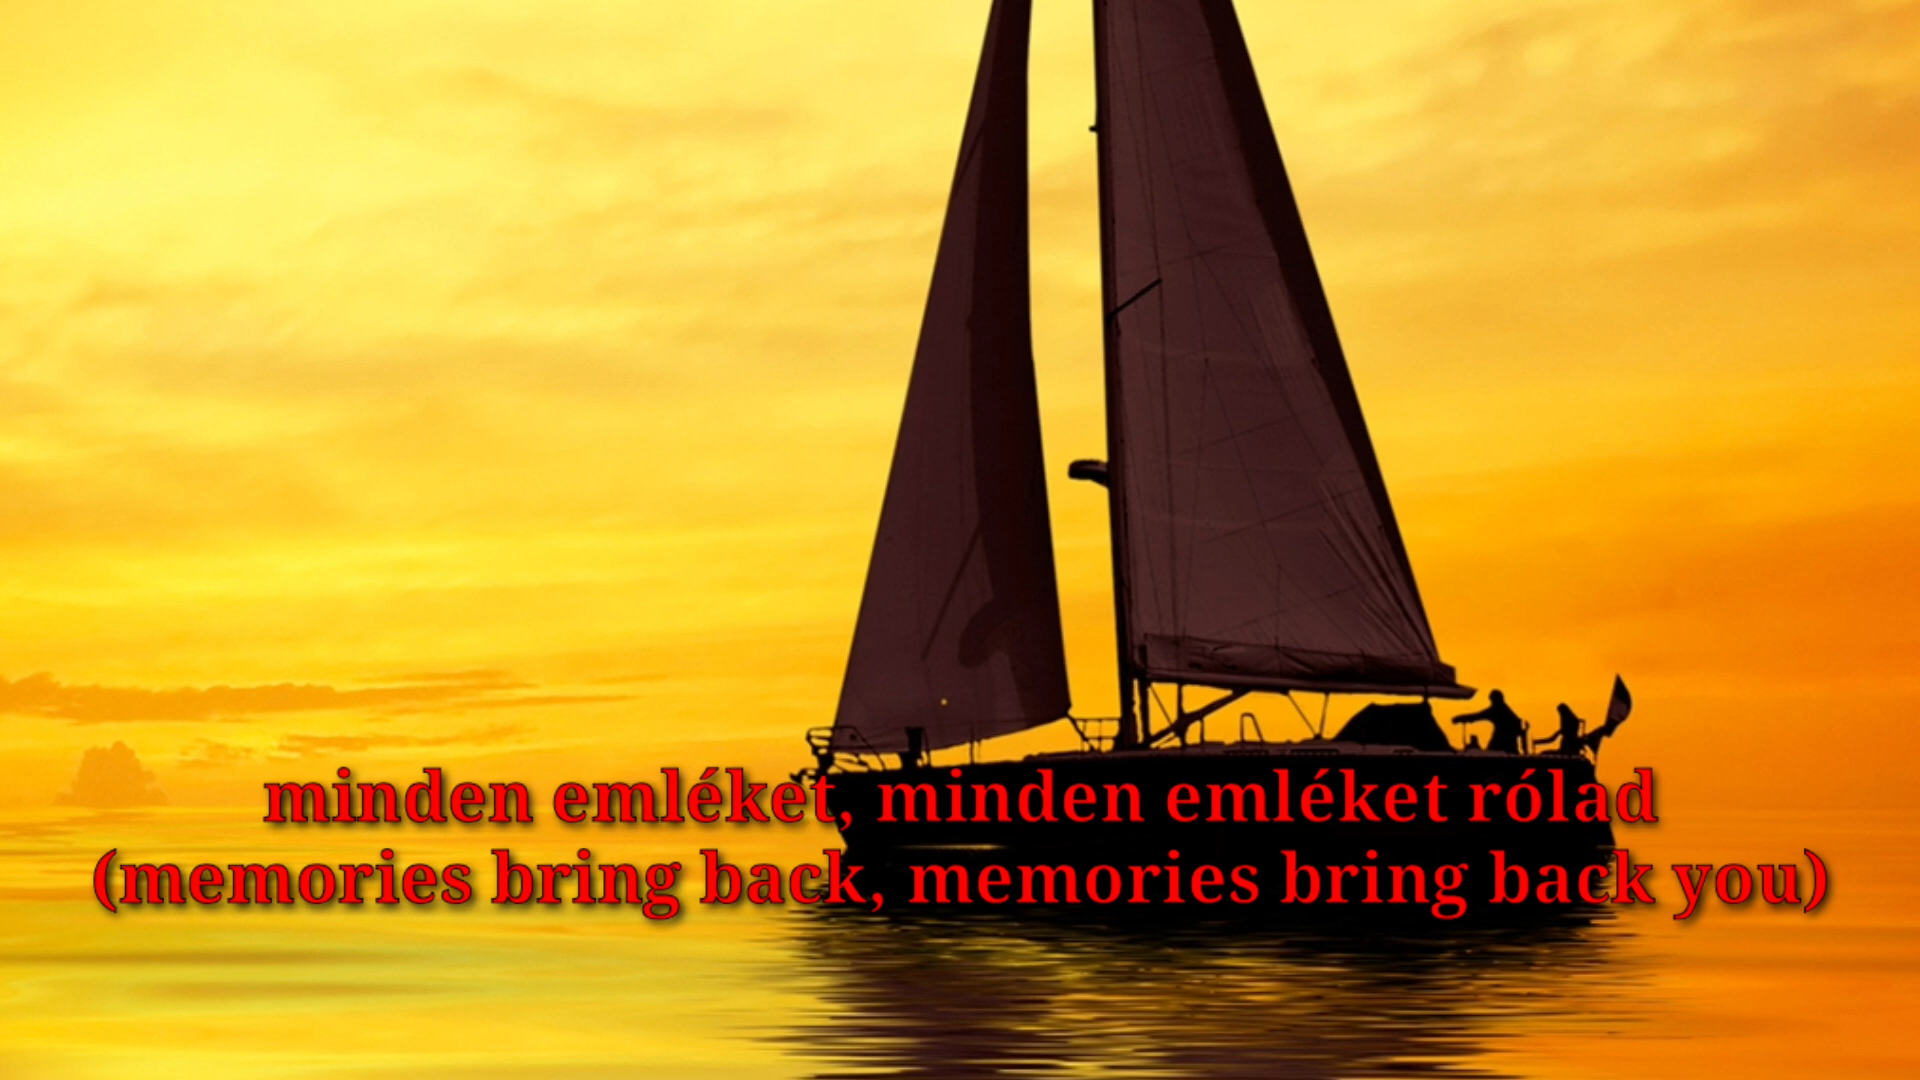 minden emléket, minden emléket rólad
(memories bring back, memories bring back you)